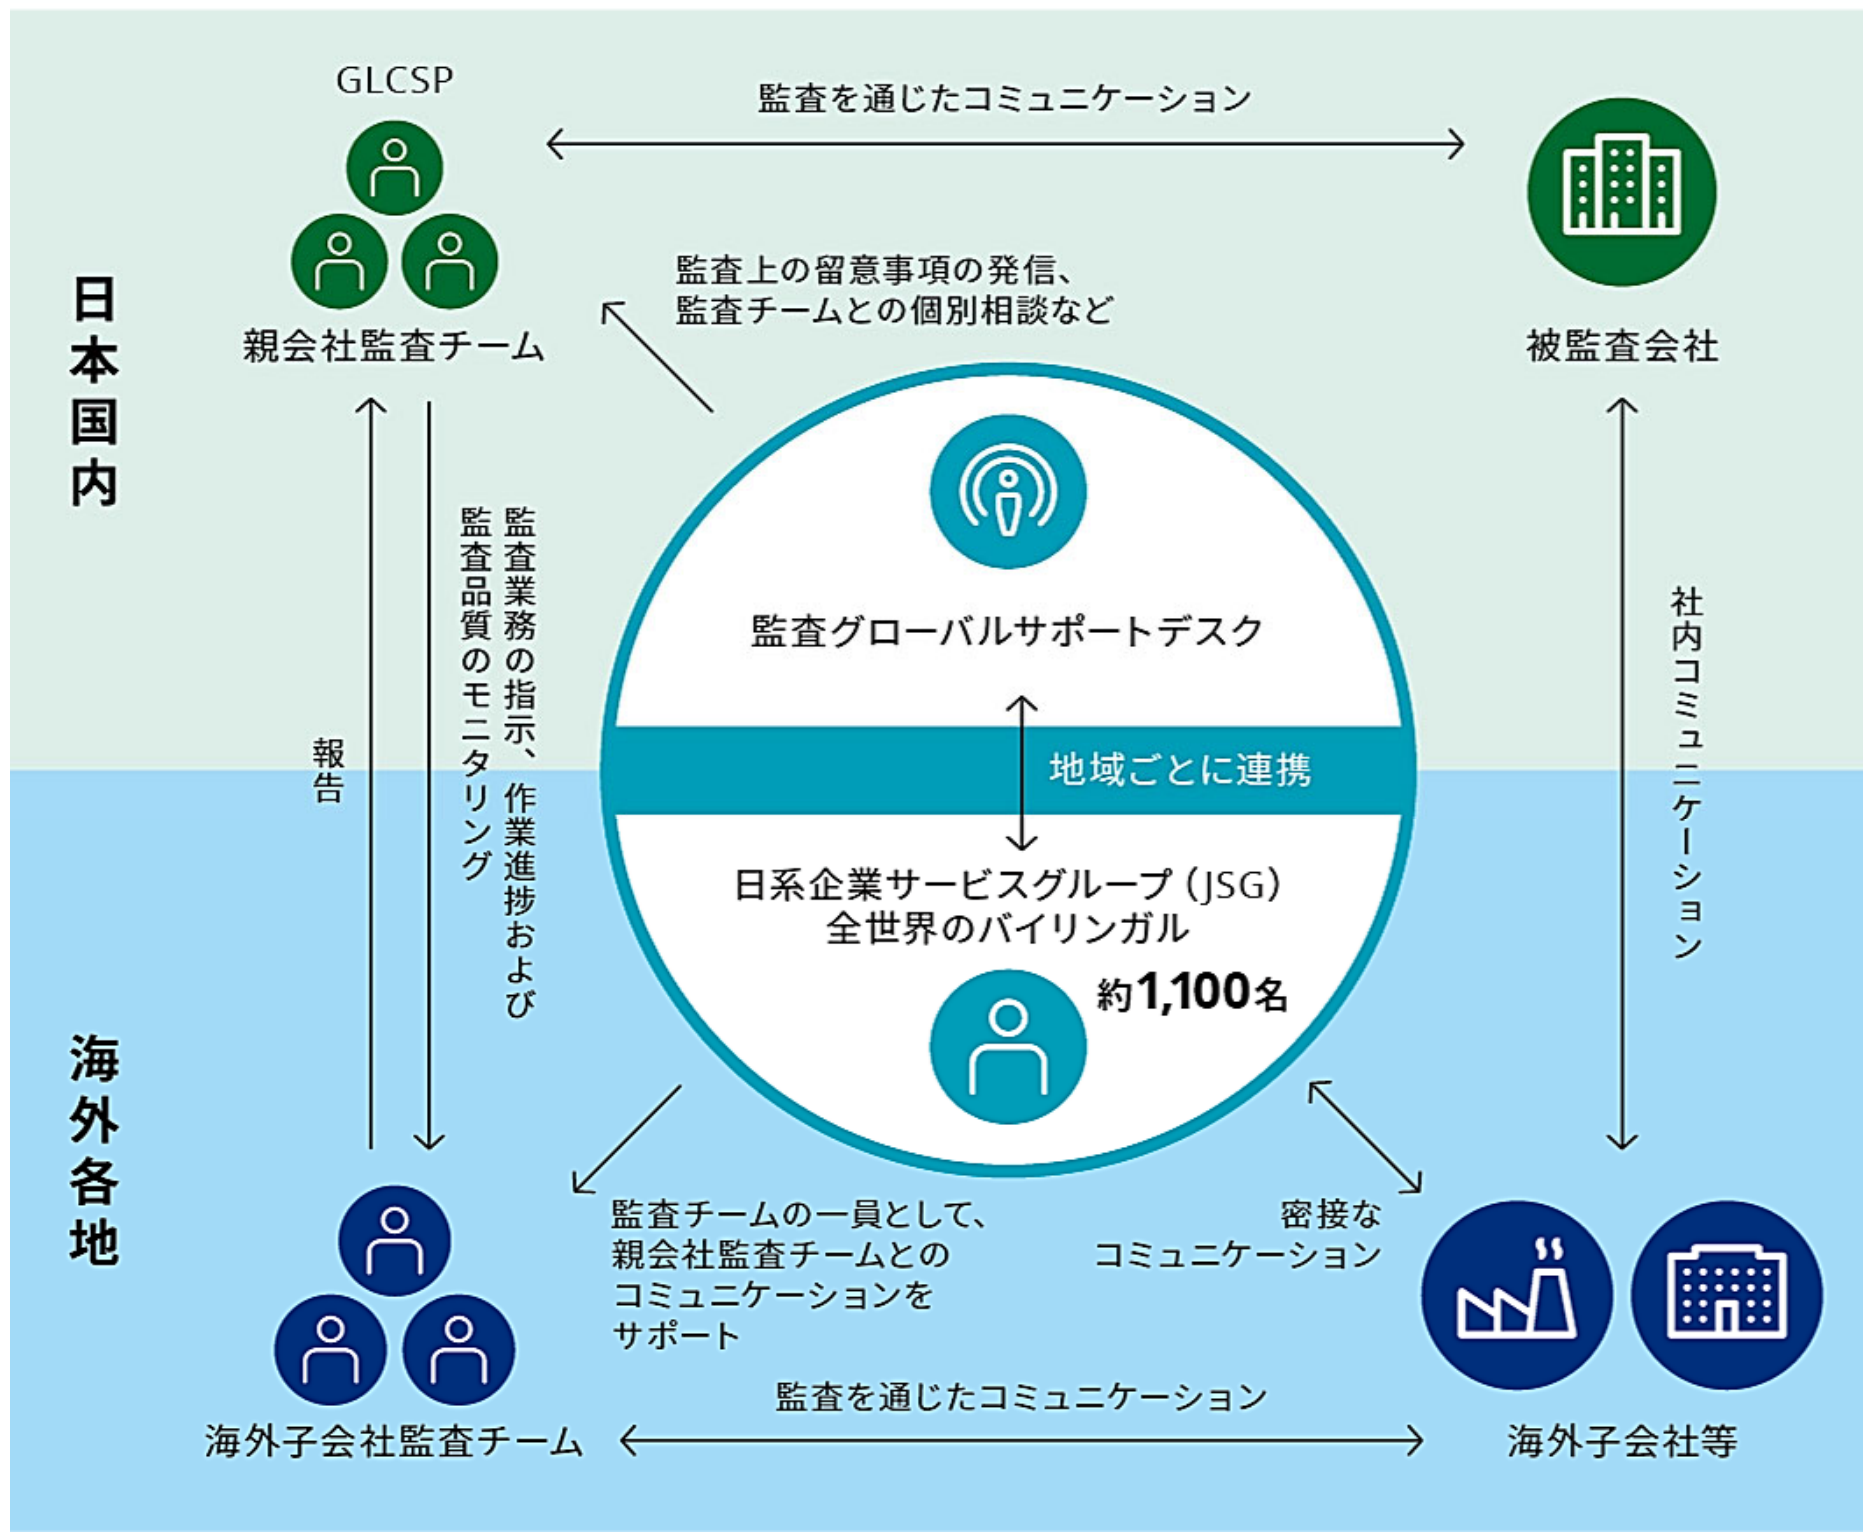 GLCSP
親会社監査チーム
監査を通じたコミュニケーション
被監査会社
監査上の留意事項の発信、
監査チームとの個別相談など
日本国内
監査グローバルサポートデスク
地域ごとに連携
日系企業サービスグループ（JSG）
全世界のバイリンガル
約1,100名
報告
監査業務の指示、作業進捗および
監査品質のモニタリング
社内コミュニケーション
海外各地
監査チームの一員として、
親会社監査チームとの
コミュニケーションを
サポート
密接な
コミュニケーション
監査を通じたコミュニケーション
海外子会社監査チーム
海外子会社等